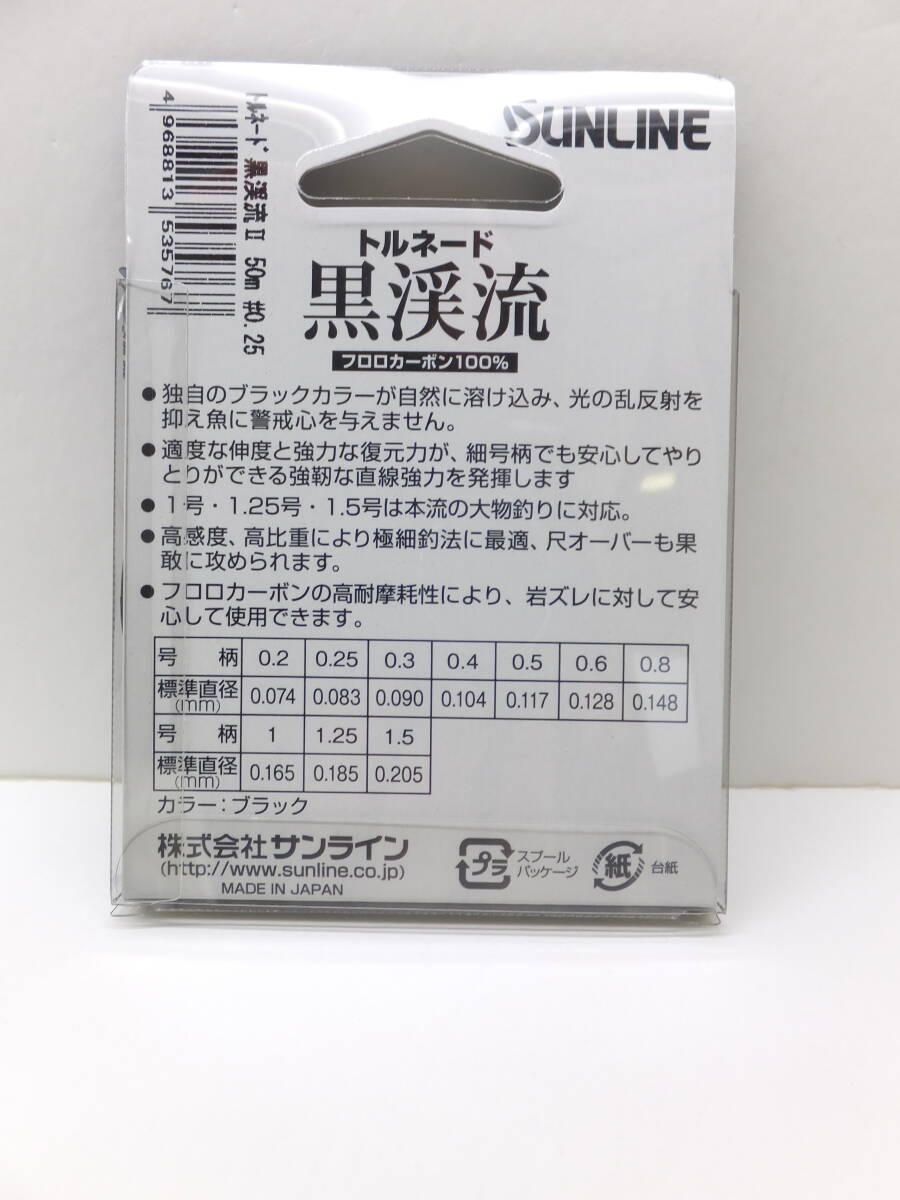 SUNLINE
4 968813 535767
トルネード 黒渓流Ⅱ 50m #0.25
トルネード
黒渓流
フロロカーボン100%
● 独自のブラックカラーが自然に溶け込み、光の乱反射を
抑え魚に警戒心を与えません。
● 適度な伸度と強力な復元力が、細号柄でも安心してやり
とりができる強靭な直線強力を発揮します
● 1号・1.25号・1.5号は本流の大物釣りに対応。
● 高感度、高比重により極細釣法に最適、尺オーバーも果
敢に攻められます。
● フロロカーボンの高耐摩耗性により、岩ズレに対して安
心して使用できます。
号 柄 0.2 0.25 0.3 0.4 0.5 0.6 0.8
標準直径(mm) 0.074 0.083 0.090 0.104 0.117 0.128 0.148
号 柄 1 1.25 1.5
標準直径(mm) 0.165 0.185 0.205
カラー：ブラック
株式会社サンライン
(http://www.sunline.co.jp)
MADE IN JAPAN
プラ
スプール
パッケージ
紙
台紙